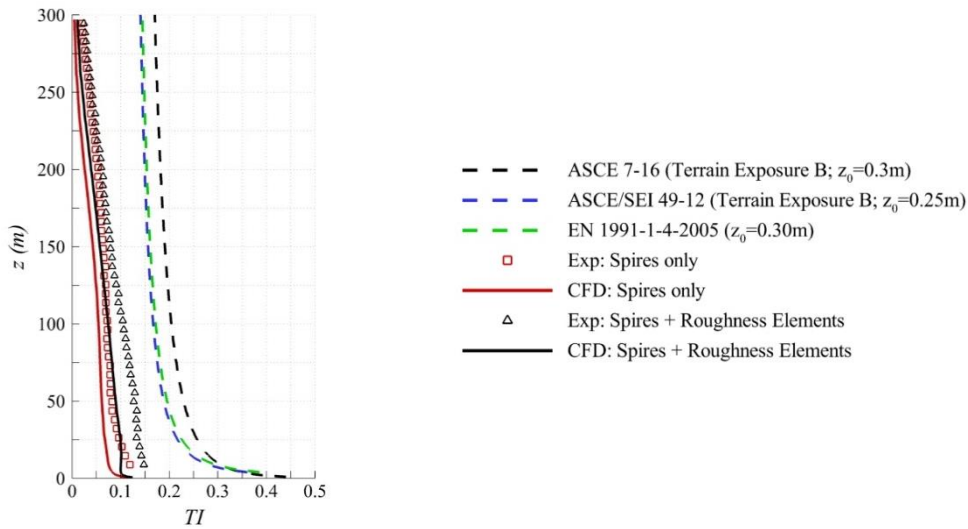 300
250
200
150
100
50
0
z (m)
0
0.1
0.2
0.3
0.4
0.5
TI
ASCE 7-16 (Terrain Exposure B; z₀=0.3m)
ASCE/SEI 49-12 (Terrain Exposure B; z₀=0.25m)
EN 1991-1-4-2005 (z₀=0.30m)
Exp: Spires only
CFD: Spires only
Exp: Spires + Roughness Elements
CFD: Spires + Roughness Elements